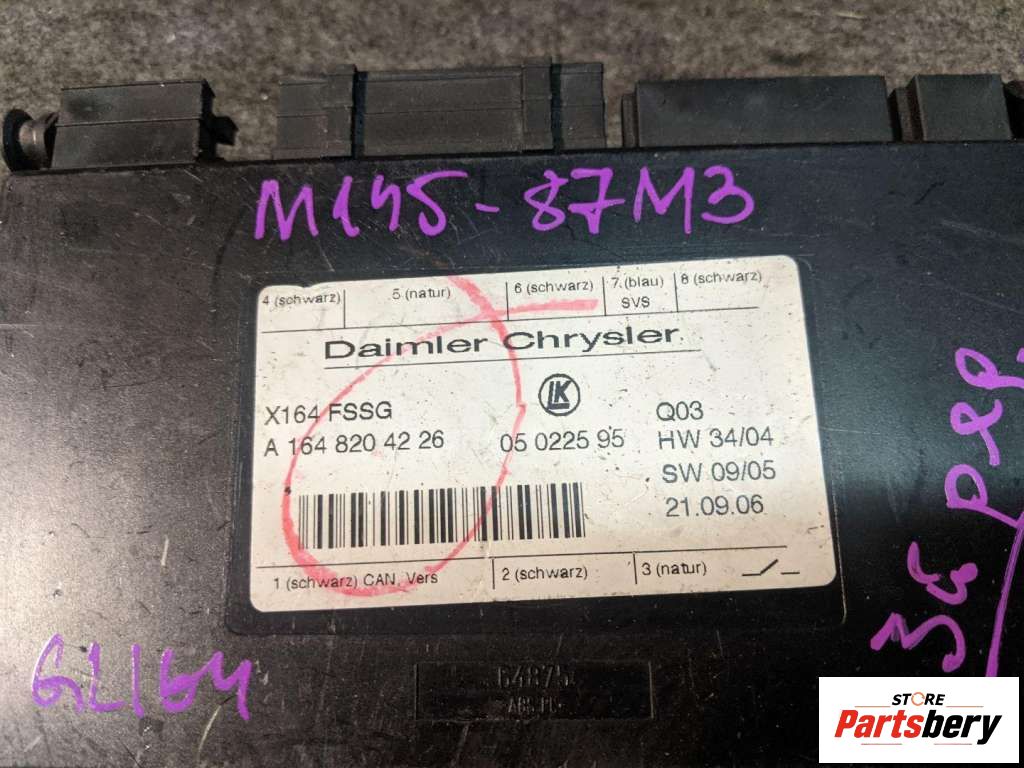 M145-87M3
4 (schwarz) 5 (natur) 6 (schwarz) 7 (blau) SVS 8 (schwarz)
Daimler Chrysler
LK
X164 FSSG Q03
A 164 820 42 26 05 0225 95 HW 34/04
SW 09/05
21.09.06
1 (schwarz) CAN, Vers 2 (schwarz) 3 (natur)
GL164
STORE
Partsbery